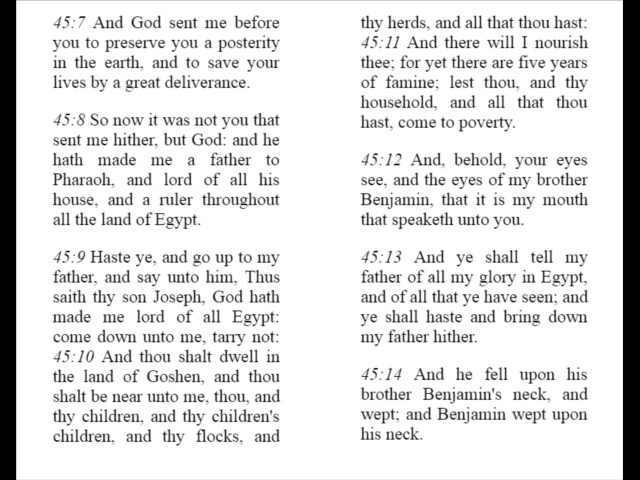 45:7 And God sent me before
you to preserve you a posterity
in the earth, and to save your
lives by a great deliverance.
45:8 So now it was not you that
sent me hither, but God: and he
hath made me a father to
Pharaoh, and lord of all his
house, and a ruler throughout
all the land of Egypt.
45:9 Haste ye, and go up to my
father, and say unto him, Thus
saith thy son Joseph, God hath
made me lord of all Egypt:
come down unto me, tarry not:
45:10 And thou shalt dwell in
the land of Goshen, and thou
shalt be near unto me, thou, and
thy children, and thy children's
children, and thy flocks, and
thy herds, and all that thou hast:
45:11 And there will I nourish
thee; for yet there are five years
of famine; lest thou, and thy
household, and all that thou
hast, come to poverty.
45:12 And, behold, your eyes
see, and the eyes of my brother
Benjamin, that it is my mouth
that speaketh unto you.
45:13 And ye shall tell my
father of all my glory in Egypt,
and of all that ye have seen; and
ye shall haste and bring down
my father hither.
45:14 And he fell upon his
brother Benjamin's neck, and
wept; and Benjamin wept upon
his neck.